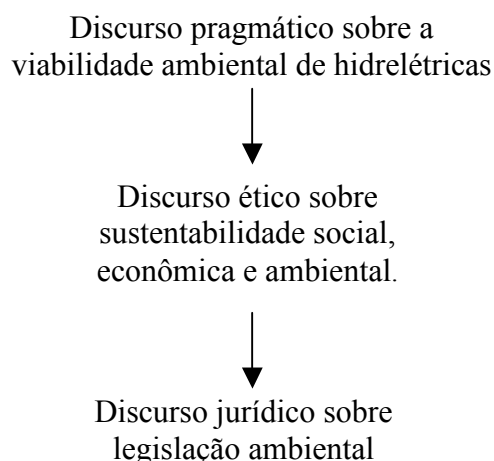 Discurso pragmático sobre a
viabilidade ambiental de hidrelétricas
Discurso ético sobre
sustentabilidade social,
econômica e ambiental.
Discurso jurídico sobre
legislação ambiental